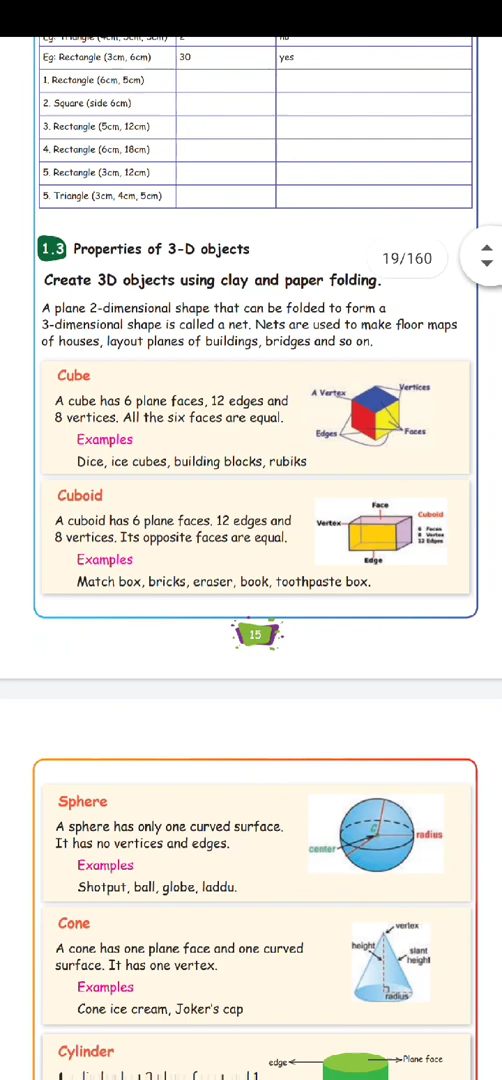 Eg: Rectangle (3cm, 6cm) 30 yes
1. Rectangle (6cm, 5cm)
2. Square (side 6cm)
3. Rectangle (5cm, 12cm)
4. Rectangle (6cm, 18cm)
5. Rectangle (3cm, 12cm)
5. Triangle (3cm, 4cm, 5cm)
1.3 Properties of 3-D objects
19/160
Create 3D objects using clay and paper folding.
A plane 2-dimensional shape that can be folded to form a
3-dimensional shape is called a net. Nets are used to make floor maps
of houses, layout planes of buildings, bridges and so on.
Cube
A cube has 6 plane faces, 12 edges and
8 vertices. All the six faces are equal.
Examples
Dice, ice cubes, building blocks, rubiks
A Vertex
Vertices
Edges
Faces
Cuboid
A cuboid has 6 plane faces. 12 edges and
8 vertices. Its opposite faces are equal.
Examples
Match box, bricks, eraser, book, toothpaste box.
Face
Vertex
Cuboid
6 Faces
8 Vertex
12 Edges
Edge
15
Sphere
A sphere has only one curved surface.
It has no vertices and edges.
Examples
Shotput, ball, globe, laddu.
radius
center
Cone
A cone has one plane face and one curved
surface. It has one vertex.
Examples
Cone ice cream, Joker's cap
vertex
height
slant
height
radius
Cylinder
edge
Plane face